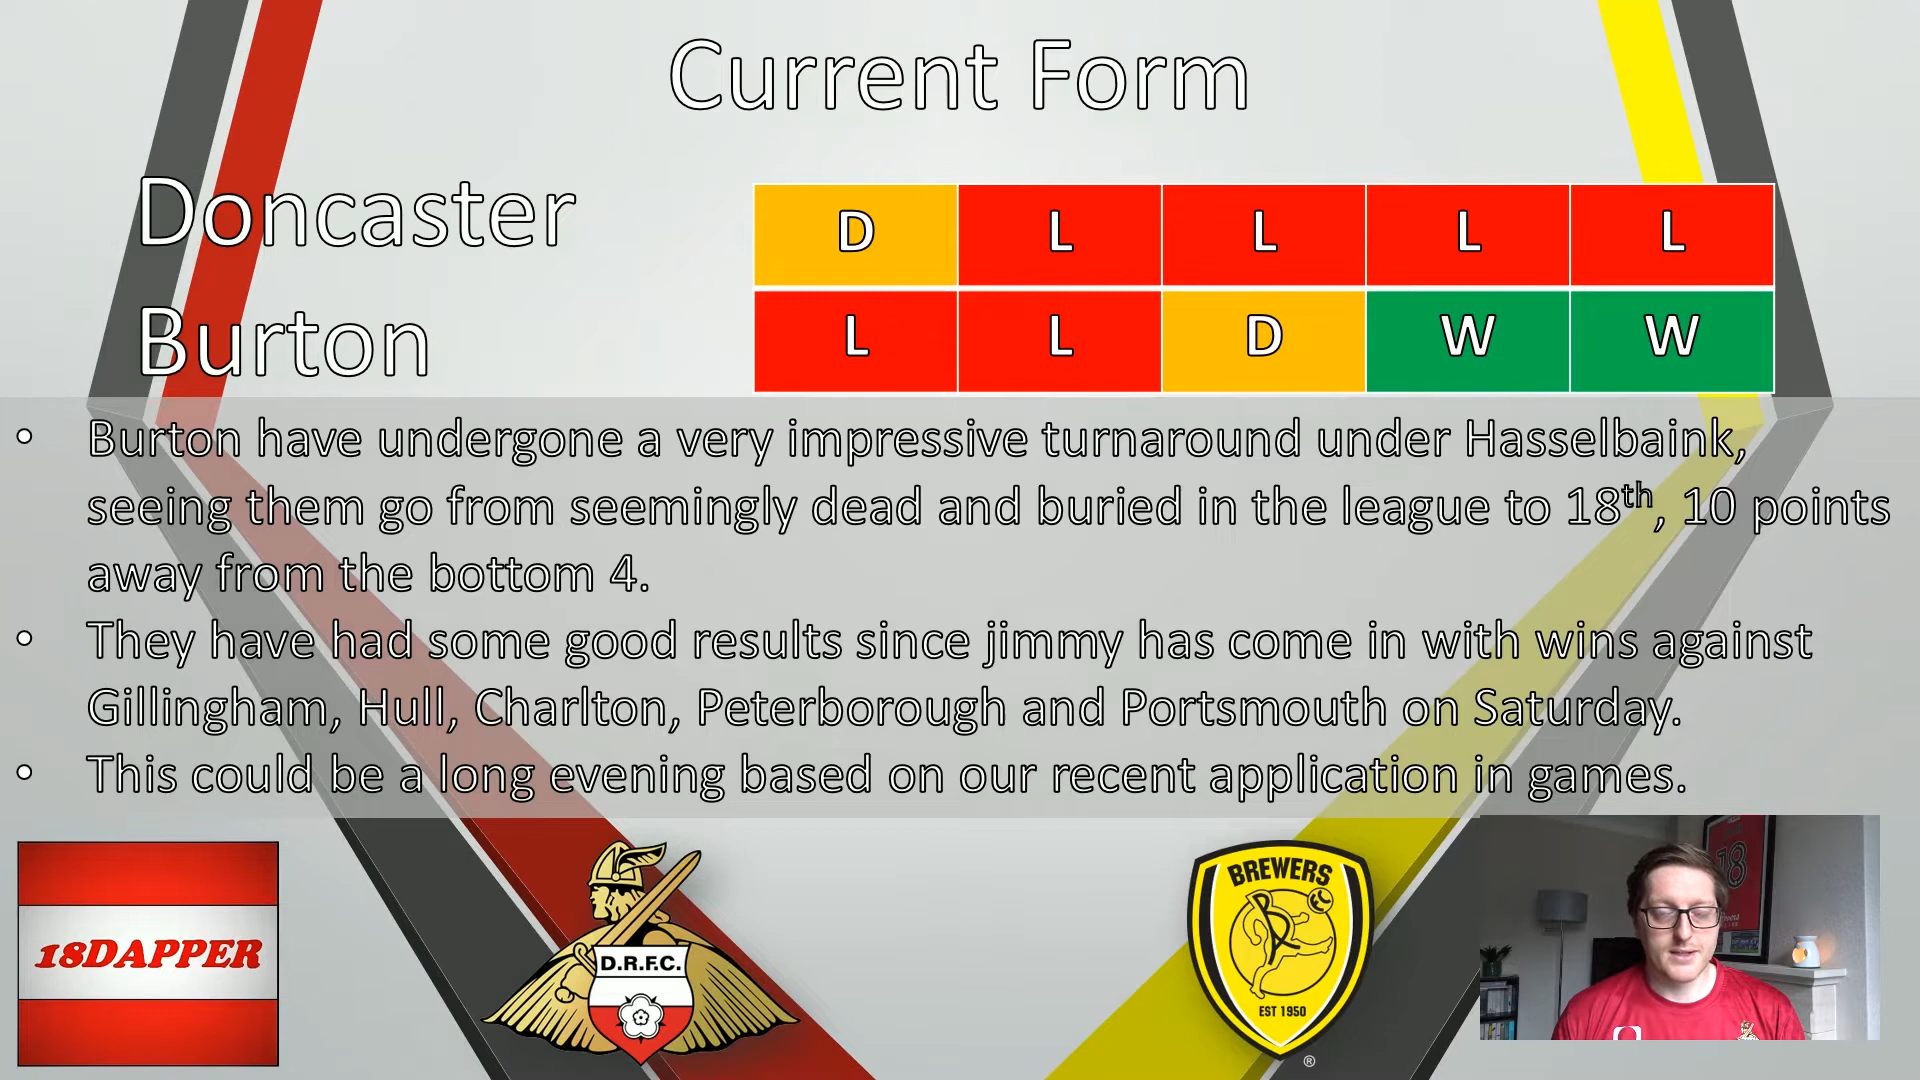 Current Form
Doncaster
D L L L L
Burton
L L D W W
• Burton have undergone a very impressive turnaround under Hasselbaink,
seeing them go from seemingly dead and buried in the league to 18th, 10 points
away from the bottom 4.
• They have had some good results since jimmy has come in with wins against
Gillingham, Hull, Charlton, Peterborough and Portsmouth on Saturday.
• This could be a long evening based on our recent application in games.
18DAPPER
D.R.F.C.
BREWERS
EST 1950
®
18